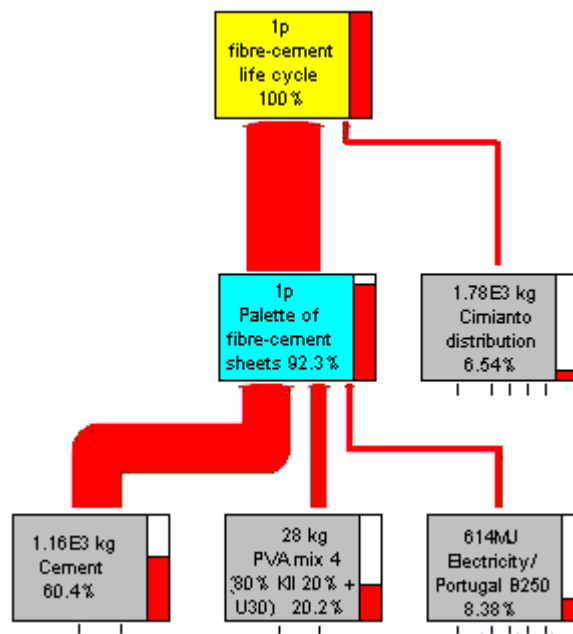 1p
fibre-cement
life cycle
100%
1p
Palette of
fibre-cement
sheets 92.3%
1.78E3 kg
Cimianto
distribution
6.54%
1.16E3 kg
Cement
60.4%
28 kg
PVA mix 4
(80% KII 20% +
U30) 20.2%
614MJ
Electricity/
Portugal B250
8.38%